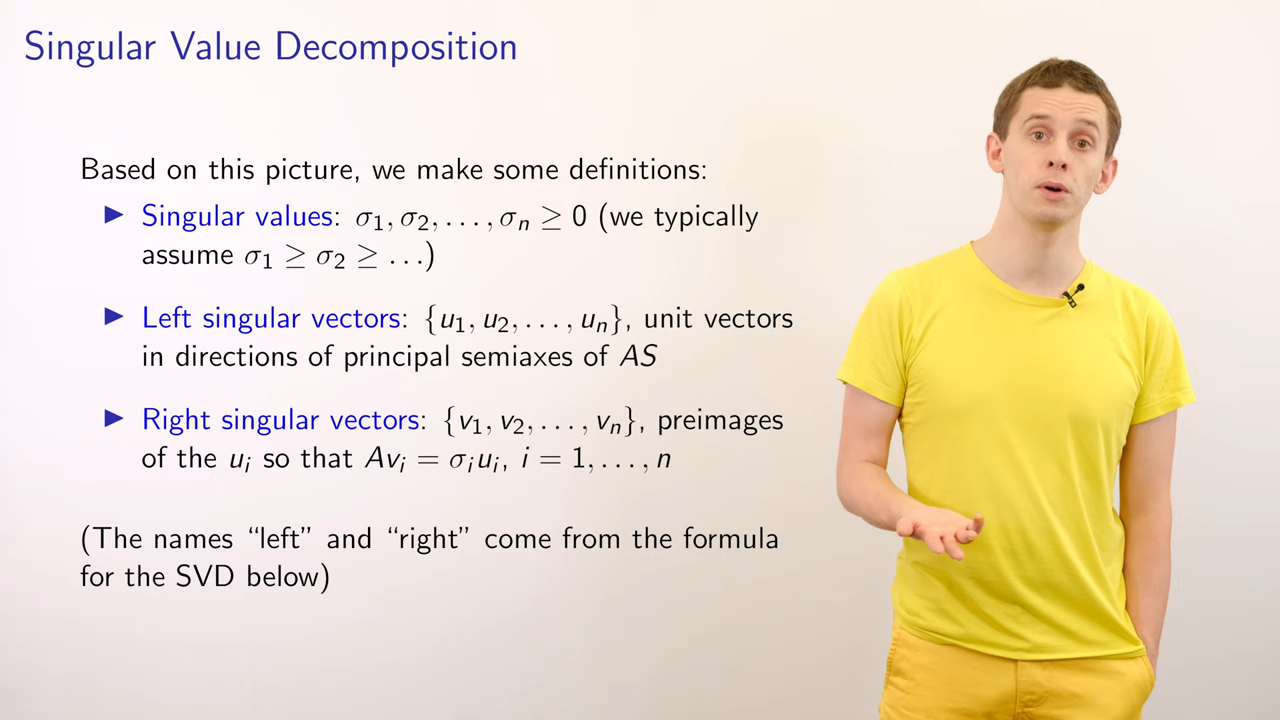 Singular Value Decomposition
Based on this picture, we make some definitions:
▶ Singular values: σ₁, σ₂, . . . , σₙ ≥ 0 (we typically
assume σ₁ ≥ σ₂ ≥ . . .)
▶ Left singular vectors: {u₁, u₂, . . . , uₙ}, unit vectors
in directions of principal semiaxes of AS
▶ Right singular vectors: {v₁, v₂, . . . , vₙ}, preimages
of the uᵢ so that Avᵢ = σᵢuᵢ, i = 1, . . . , n
(The names “left” and “right” come from the formula
for the SVD below)